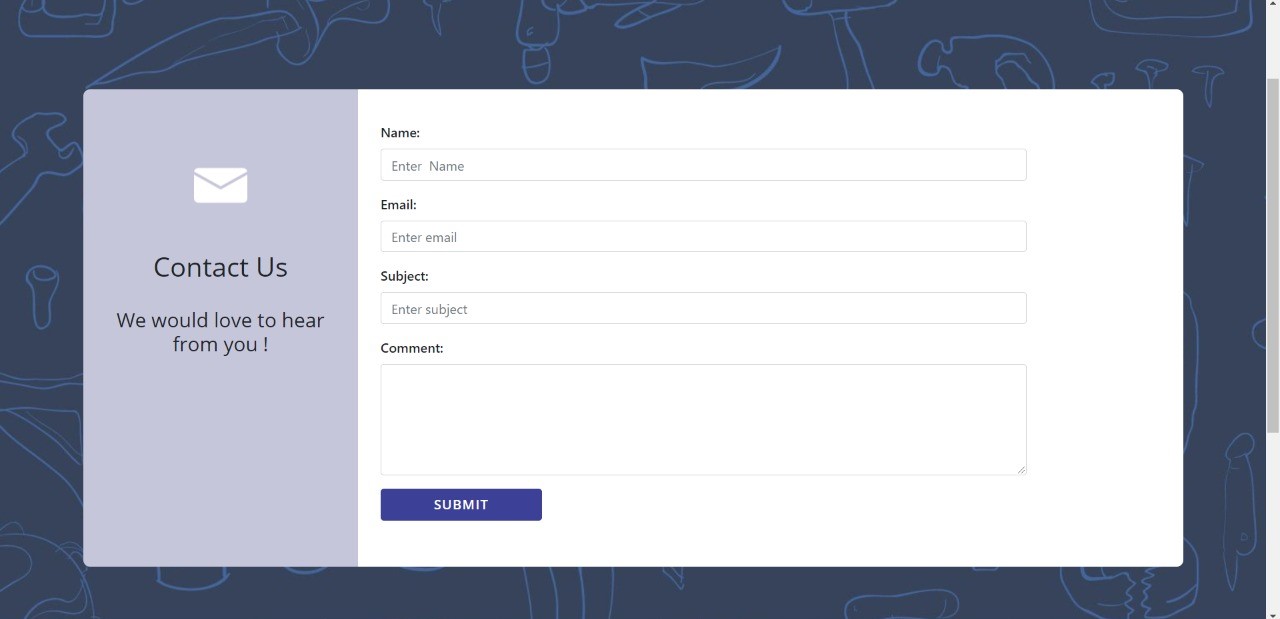 Contact Us
We would love to hear
from you !
Name:
Enter  Name
Email:
Enter email
Subject:
Enter subject
Comment:
SUBMIT